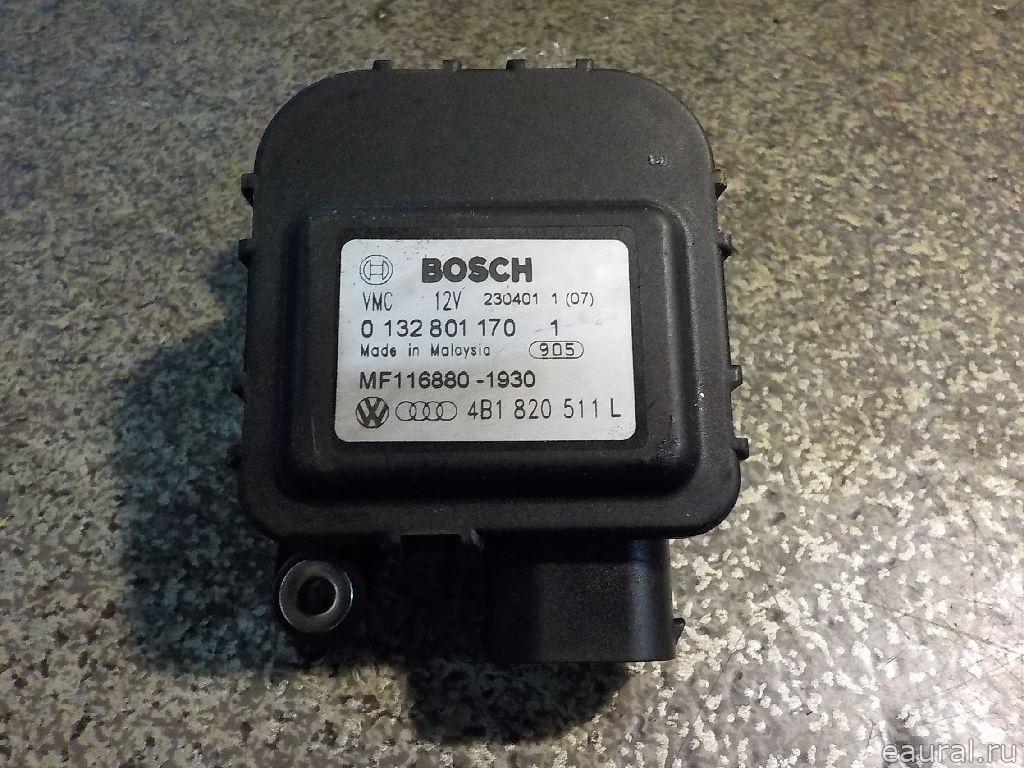 BOSCH
VMC 12V 230401 1 (07)
0 132 801 170 1
Made in Malaysia 905
MF116880 -1930
4B1 820 511 L
eaural.ru